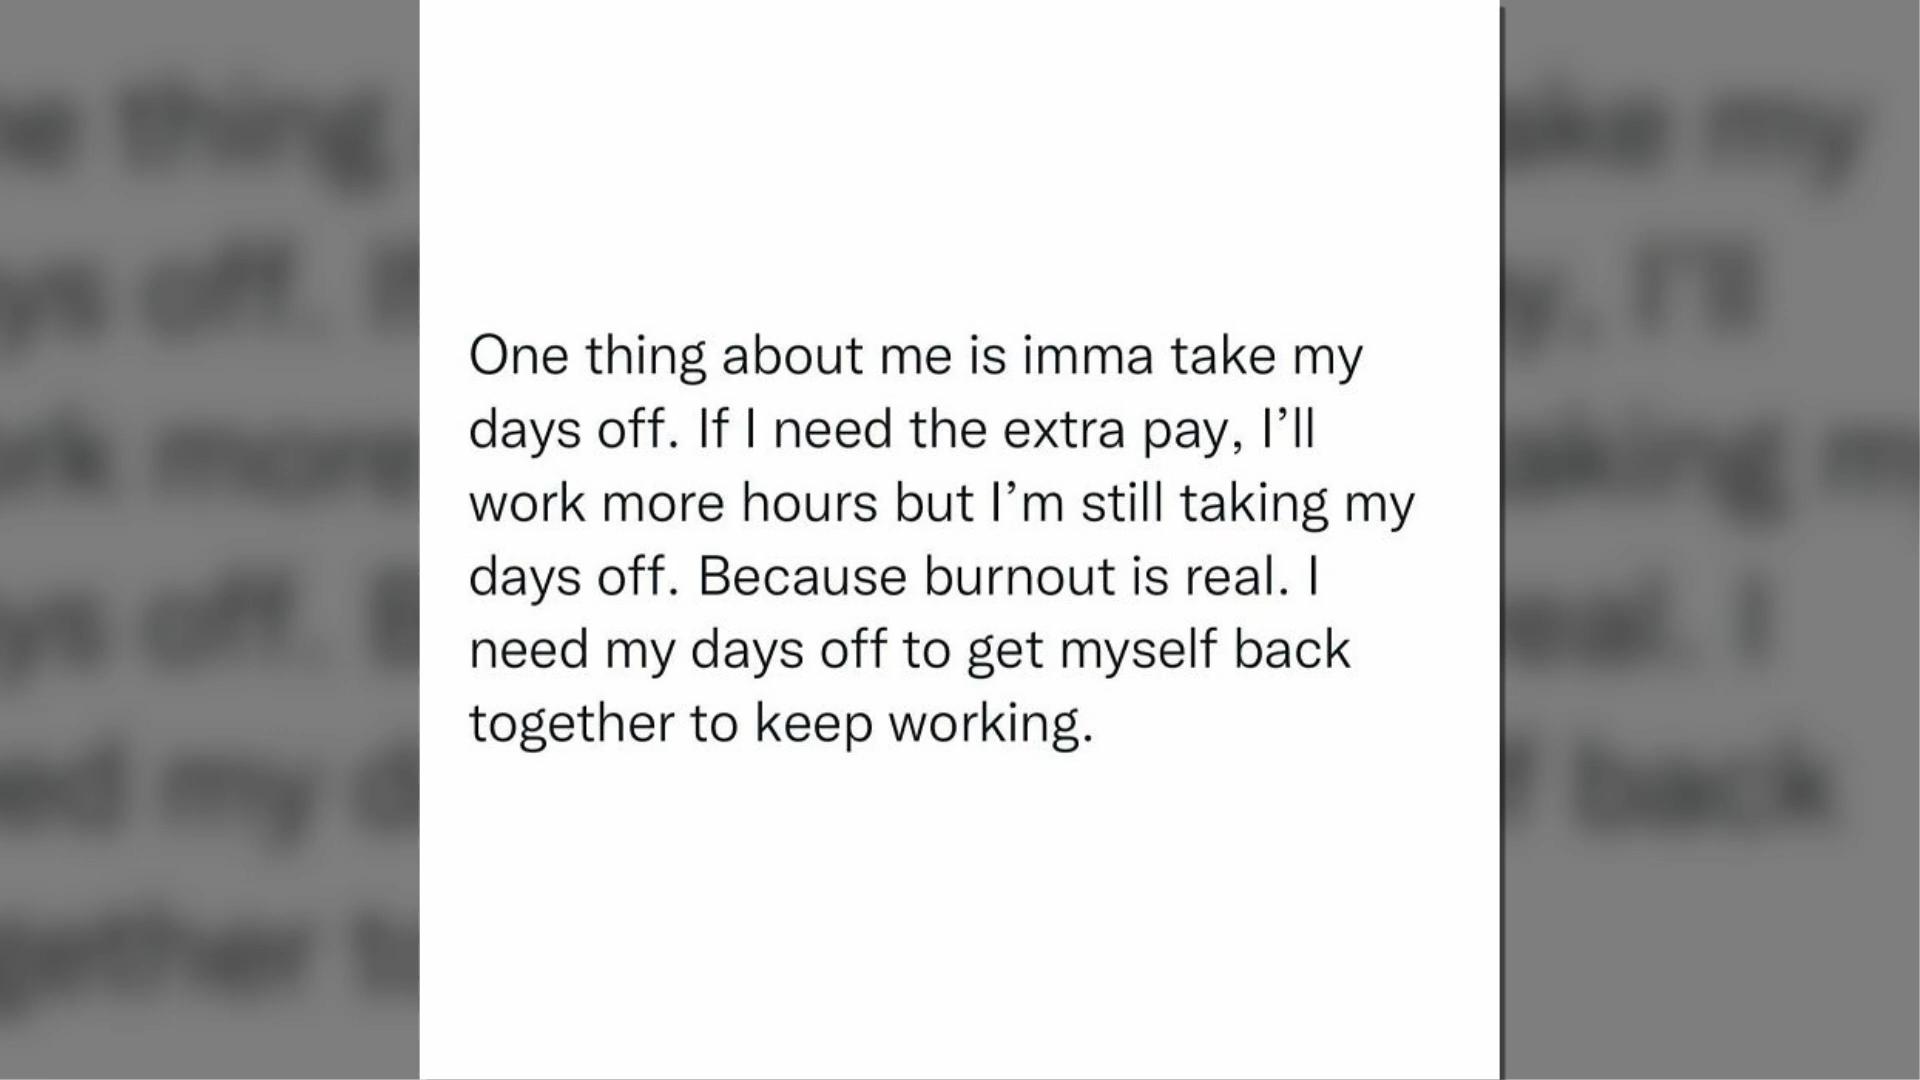 One thing about me is imma take my
days off. If I need the extra pay, I’ll
work more hours but I’m still taking my
days off. Because burnout is real. I
need my days off to get myself back
together to keep working.